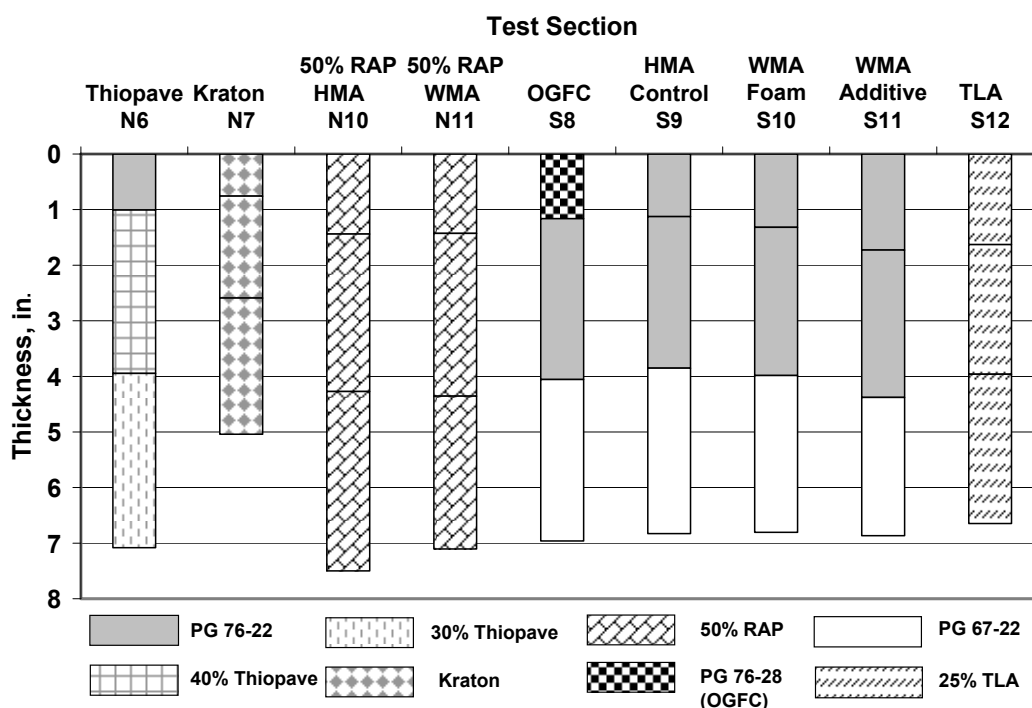 Test Section
Thiopave
N6
Kraton
N7
50% RAP
HMA
N10
50% RAP
WMA
N11
OGFC
S8
HMA
Control
S9
WMA
Foam
S10
WMA
Additive
S11
TLA
S12
Thickness, in.
0
1
2
3
4
5
6
7
8
PG 76-22
30% Thiopave
50% RAP
PG 67-22
40% Thiopave
Kraton
PG 76-28
(OGFC)
25% TLA